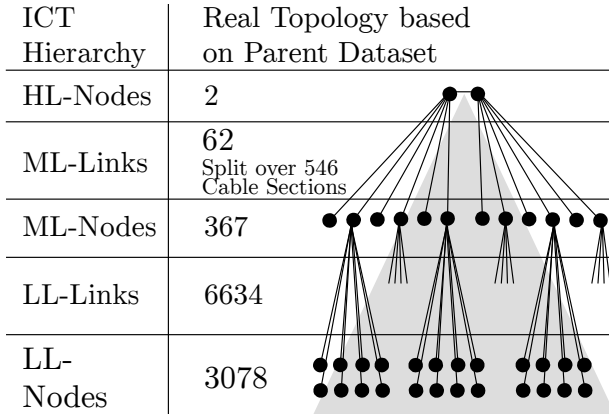 ICT Hierarchy
Real Topology based on Parent Dataset
HL-Nodes
2
ML-Links
62
Split over 546
Cable Sections
ML-Nodes
367
LL-Links
6634
LL-
Nodes
3078